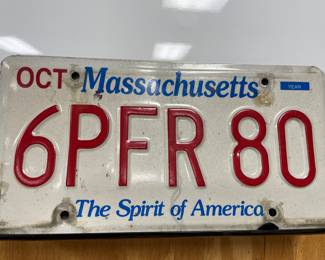 OCT Massachusetts YEAR
6PFR 80
The Spirit of America